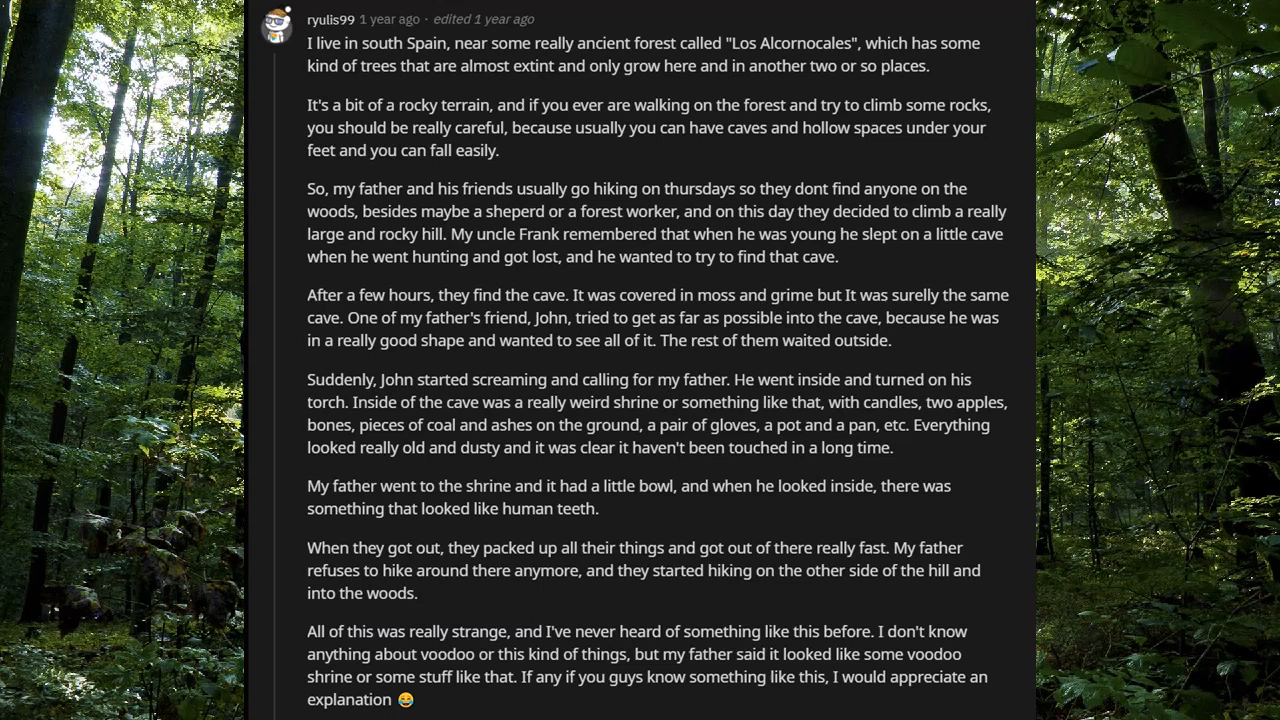 ryulis99 1 year ago · edited 1 year ago
I live in south Spain, near some really ancient forest called "Los Alcornocales", which has some
kind of trees that are almost extint and only grow here and in another two or so places.
It's a bit of a rocky terrain, and if you ever are walking on the forest and try to climb some rocks,
you should be really careful, because usually you can have caves and hollow spaces under your
feet and you can fall easily.
So, my father and his friends usually go hiking on thursdays so they dont find anyone on the
woods, besides maybe a sheperd or a forest worker, and on this day they decided to climb a really
large and rocky hill. My uncle Frank remembered that when he was young he slept on a little cave
when he went hunting and got lost, and he wanted to try to find that cave.
After a few hours, they find the cave. It was covered in moss and grime but It was surelly the same
cave. One of my father's friend, John, tried to get as far as possible into the cave, because he was
in a really good shape and wanted to see all of it. The rest of them waited outside.
Suddenly, John started screaming and calling for my father. He went inside and turned on his
torch. Inside of the cave was a really weird shrine or something like that, with candles, two apples,
bones, pieces of coal and ashes on the ground, a pair of gloves, a pot and a pan, etc. Everything
looked really old and dusty and it was clear it haven't been touched in a long time.
My father went to the shrine and it had a little bowl, and when he looked inside, there was
something that looked like human teeth.
When they got out, they packed up all their things and got out of there really fast. My father
refuses to hike around there anymore, and they started hiking on the other side of the hill and
into the woods.
All of this was really strange, and I've never heard of something like this before. I don't know
anything about voodoo or this kind of things, but my father said it looked like some voodoo
shrine or some stuff like that. If any if you guys know something like this, I would appreciate an
explanation 😂